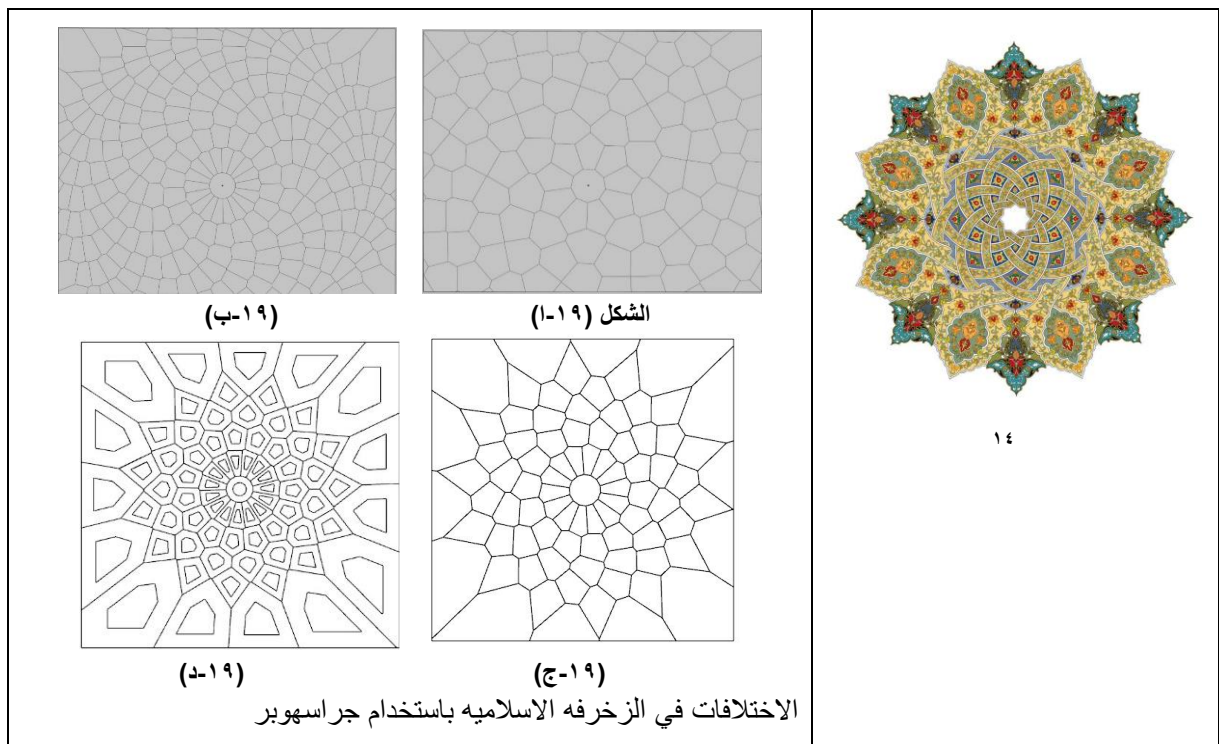 الشكل (١٩-ا)
(١٩-ب)
(١٩-ج)
(١٩-د)
الاختلافات في الزخرفه الاسلاميه باستخدام جراسهوبر
١٤